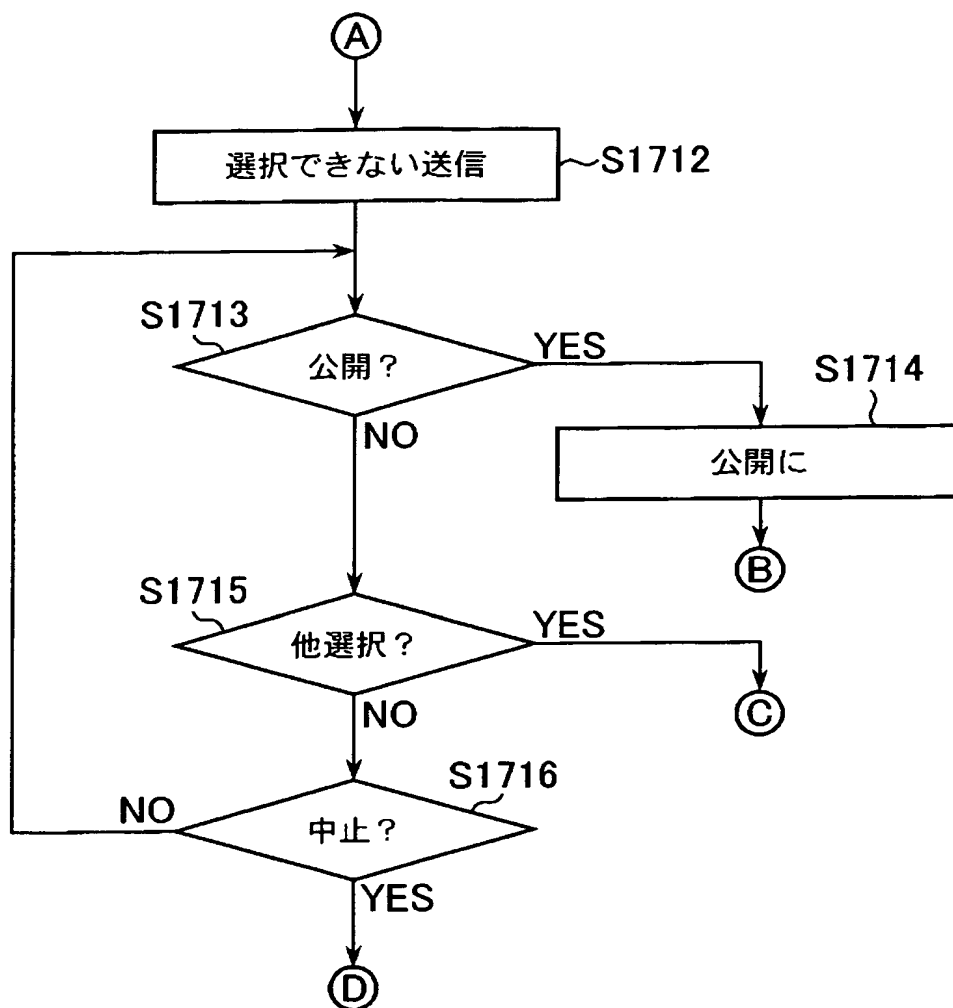 A
選択できない送信
S1712
S1713
公開？
YES
NO
S1714
公開に
B
S1715
他選択？
YES
NO
C
S1716
中止？
NO
YES
D